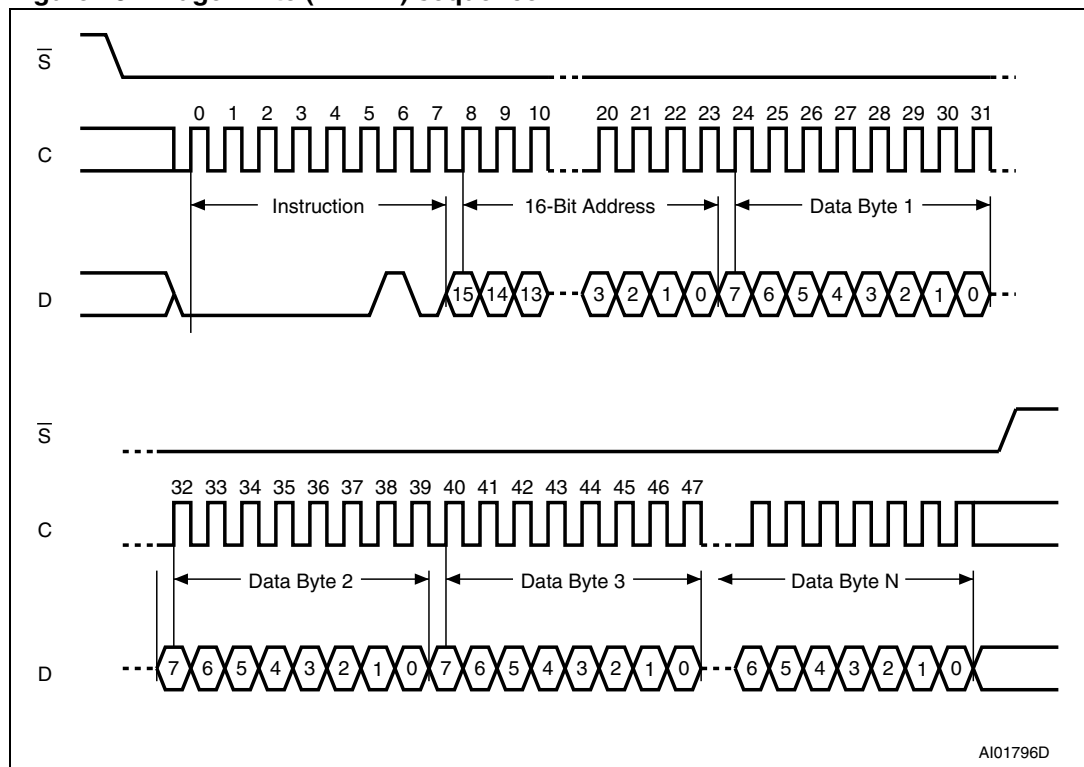 S
0 1 2 3 4 5 6 7 8 9 10 20 21 22 23 24 25 26 27 28 29 30 31
C
Instruction 16-Bit Address Data Byte 1
D 15 14 13 3 2 1 0 7 6 5 4 3 2 1 0
S
32 33 34 35 36 37 38 39 40 41 42 43 44 45 46 47
C
Data Byte 2 Data Byte 3 Data Byte N
D 7 6 5 4 3 2 1 0 7 6 5 4 3 2 1 0 6 5 4 3 2 1 0
AI01796D